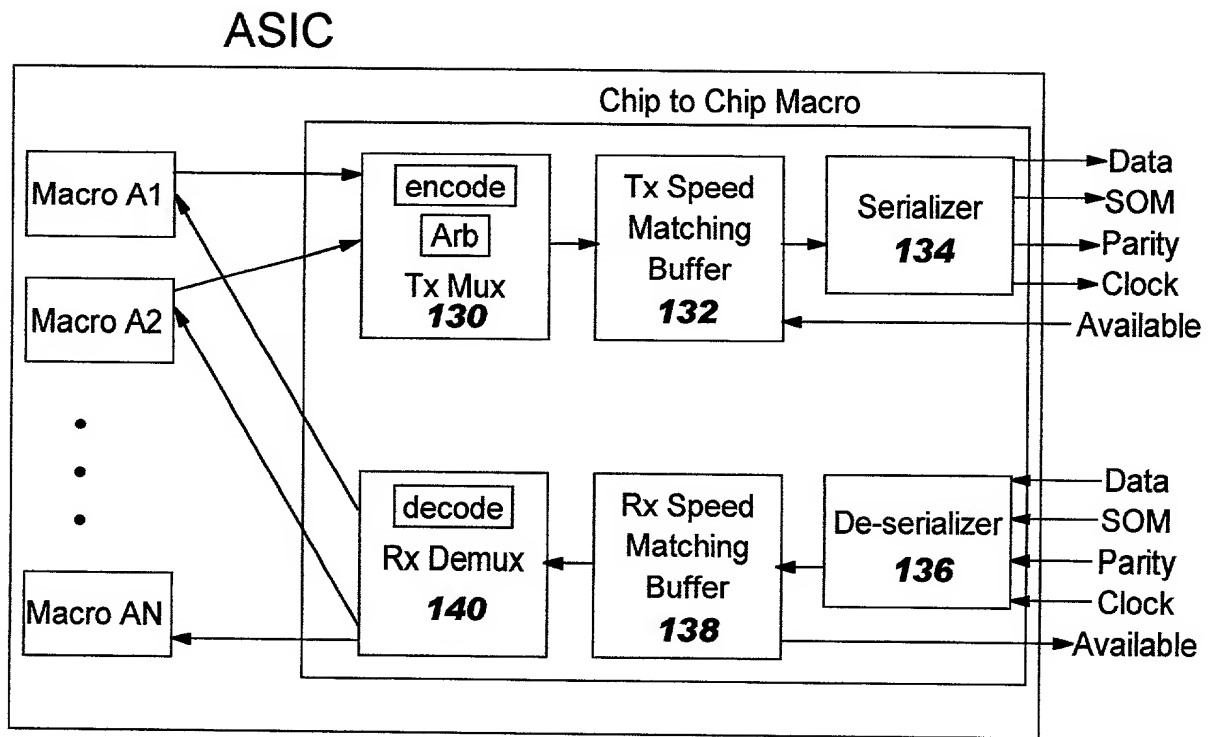 ASIC
Chip to Chip Macro
Macro A1
Macro A2
Macro AN
encode
Arb
Tx Mux
130
Tx Speed
Matching
Buffer
132
Serializer
134
Data
SOM
Parity
Clock
Available
decode
Rx Demux
140
Rx Speed
Matching
Buffer
138
De-serializer
136
Data
SOM
Parity
Clock
Available